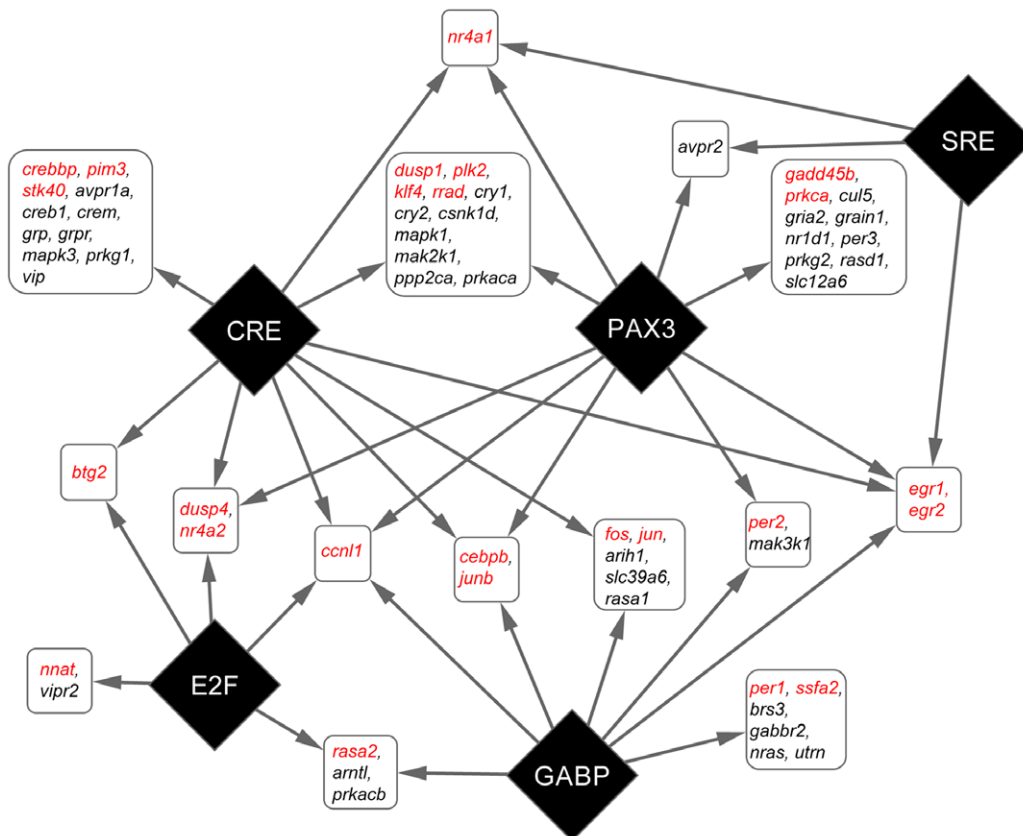 nr4a1
SRE
avpr2
crebbp, pim3,
stk40, avpr1a,
creb1, crem,
grp, grpr,
mapk3, prkg1,
vip
dusp1, plk2,
klf4, rrad, cry1,
cry2, csnk1d,
mapk1,
mak2k1,
ppp2ca, prkaca
gadd45b,
prkca, cul5,
gria2, grain1,
nr1d1, per3,
prkg2, rasd1,
slc12a6
CRE
PAX3
btg2
dusp4,
nr4a2
ccnl1
cebpb,
junb
fos, jun,
arih1,
slc39a6,
rasa1
per2,
mak3k1
egr1,
egr2
nnat,
vipr2
E2F
rasa2,
arntl,
prkacb
GABP
per1, ssfa2,
brs3,
gabbr2,
nras, utrn